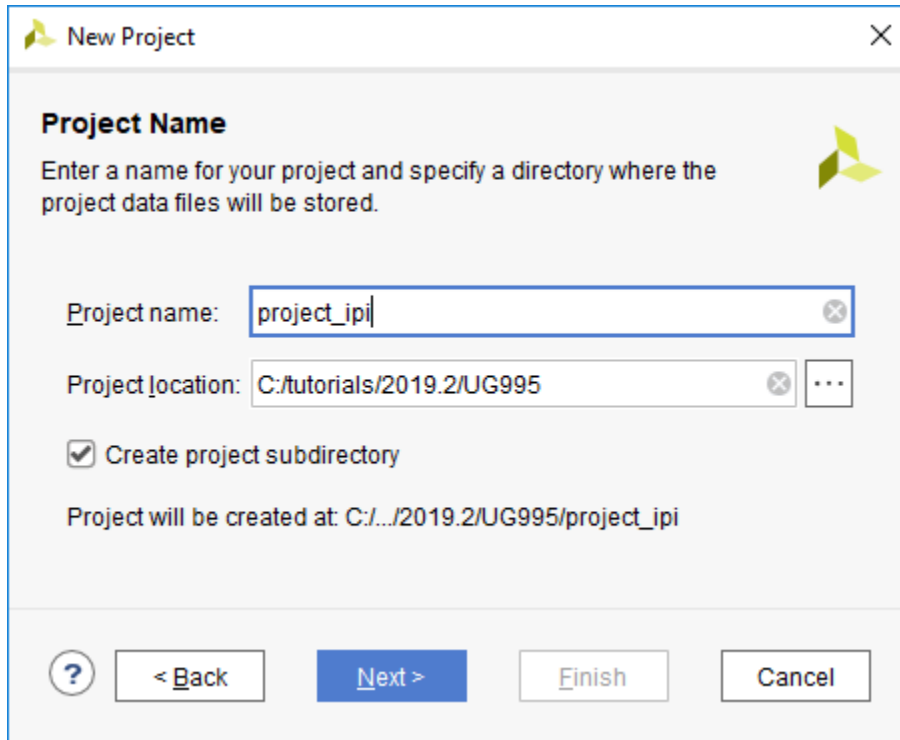 New Project
Project Name
Enter a name for your project and specify a directory where the
project data files will be stored.
Project name: project_ipi
Project location: C:/tutorials/2019.2/UG995 ...
Create project subdirectory
Project will be created at: C:/.../2019.2/UG995/project_ipi
? < Back Next > Finish Cancel